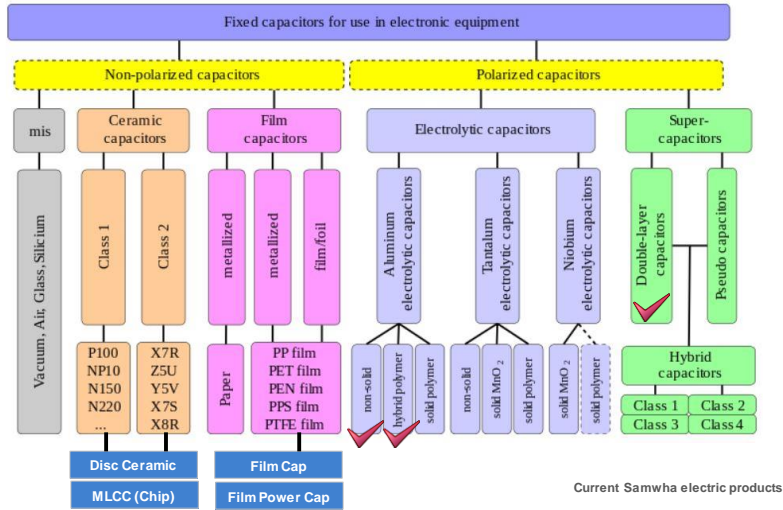 Fixed capacitors for use in electronic equipment
Non-polarized capacitors
Polarized capacitors
mis
Ceramic
capacitors
Film
capacitors
Electrolytic capacitors
Super-
capacitors
Vacuum, Air, Glass, Silicium
Class 1
Class 2
metallized
metallized
film/foil
Aluminum
electrolytic capacitors
Tantalum
electrolytic capacitors
Niobium
electrolytic capacitors
Double-layer
capacitors
Pseudo capacitors
P100
NP10
N150
N220
...
X7R
Z5U
Y5V
X7S
X8R
Paper
PP film
PET film
PEN film
PPS film
PTFE film
non-solid
hybrid polymer
solid polymer
non-solid
solid MnO2
solid polymer
solid MnO2
solid polymer
Hybrid
capacitors
Class 1
Class 2
Class 3
Class 4
Disc Ceramic
MLCC (Chip)
Film Cap
Film Power Cap
Current Samwha electric products